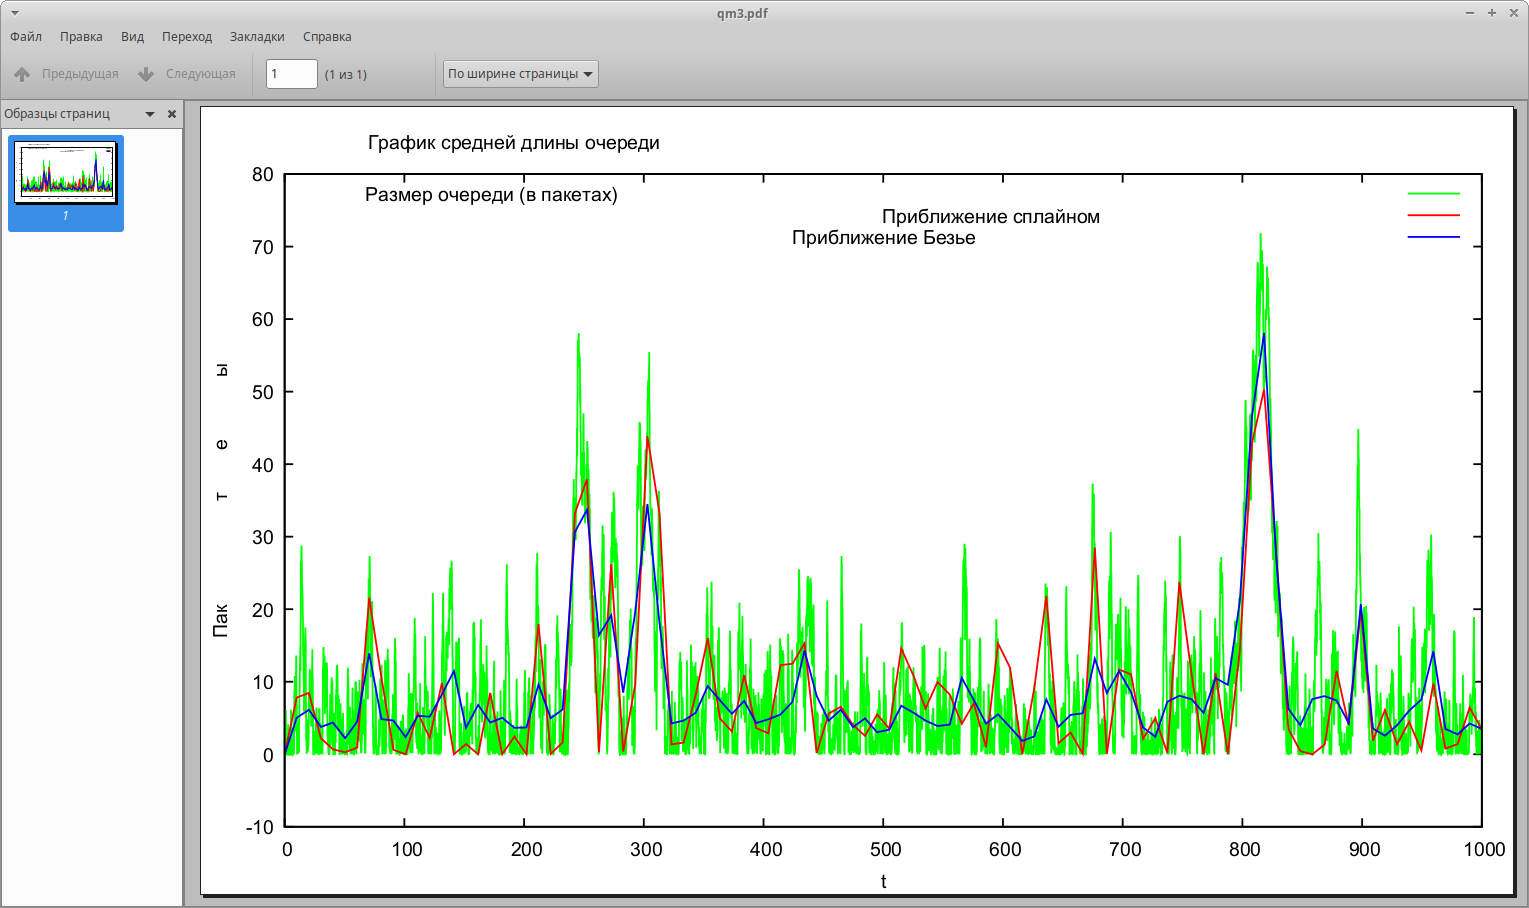 qm3.pdf
Файл Правка Вид Переход Закладки Справка
Предыдущая Следующая 1 (1 из 1) По ширине страницы
Образцы страниц
1
График средней длины очереди
Размер очереди (в пакетах)
Приближение сплайном
Приближение Безье
80
70
60
50
40
30
20
10
0
-10
Пак т е ы
0 100 200 300 400 500 600 700 800 900 1000
t